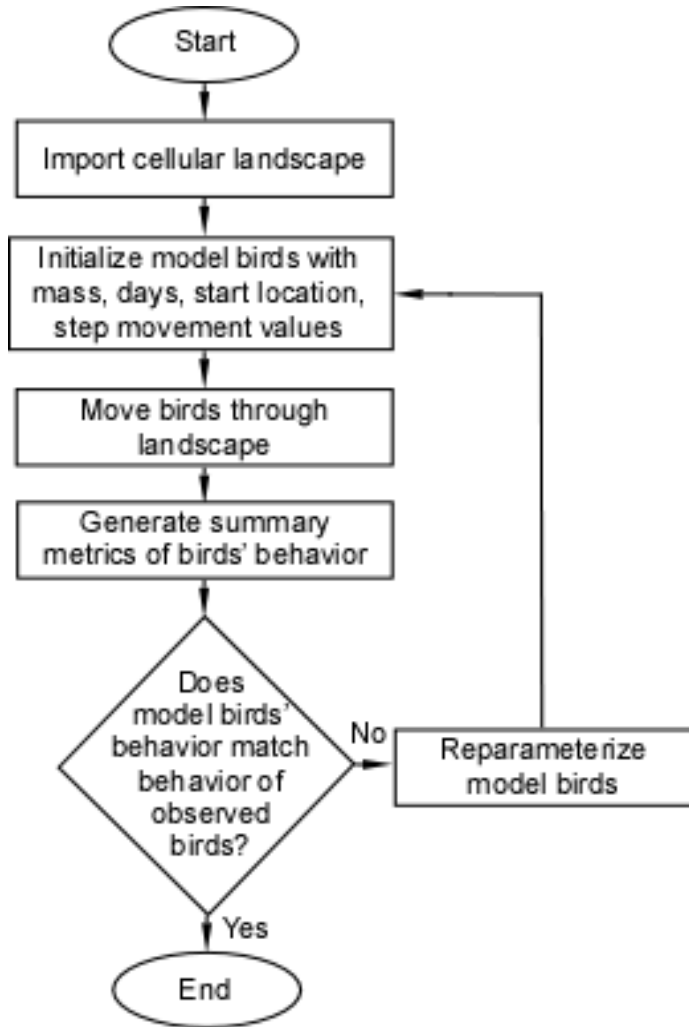 Start
Import cellular landscape
Initialize model birds with
mass, days, start location,
step movement values
Move birds through
landscape
Generate summary
metrics of birds’ behavior
Does
model birds’
behavior match
behavior of
observed
birds?
No
Reparameterize
model birds
Yes
End